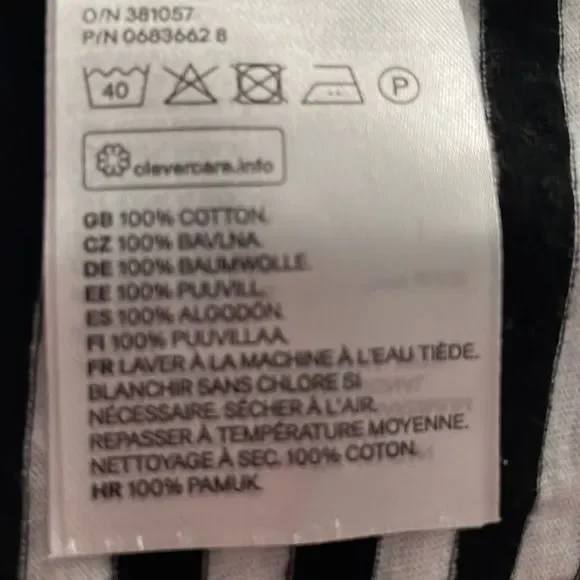 O/N 381057
P/N 0683662 8
40 P
clevercare.info
GB 100% COTTON.
CZ 100% BAVLNA.
DE 100% BAUMWOLLE.
EE 100% PUUVILL.
ES 100% ALGODÓN.
FI 100% PUUVILLAA.
FR LAVER À LA MACHINE À L'EAU TIÈDE.
BLANCHIR SANS CHLORE SI
NÉCESSAIRE. SÉCHER À L'AIR.
REPASSER À TEMPÉRATURE MOYENNE.
NETTOYAGE À SEC. 100% COTON.
HR 100% PAMUK.